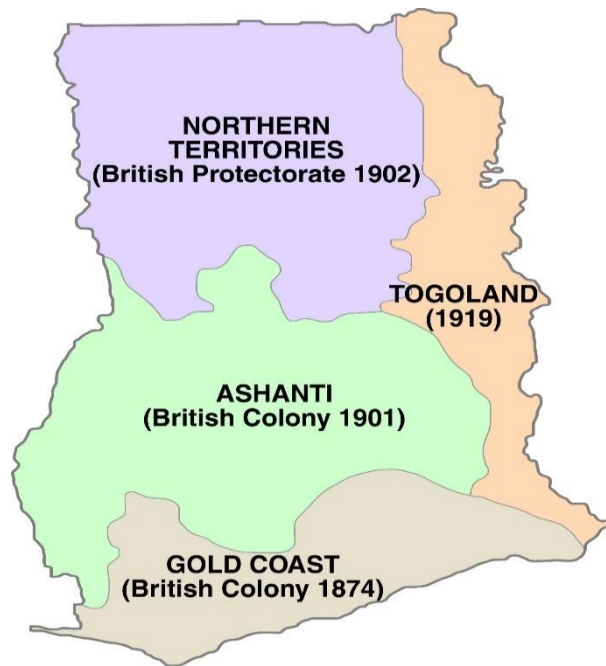 NORTHERN
TERRITORIES
(British Protectorate 1902)
TOGOLAND
(1919)
ASHANTI
(British Colony 1901)
GOLD COAST
(British Colony 1874)